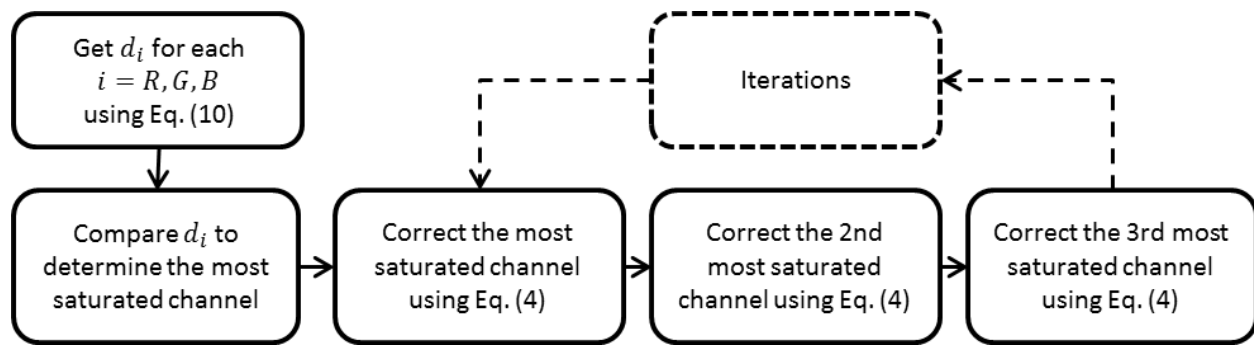 Get d_i for each
i = R, G, B
using Eq. (10)
Iterations
Compare d_i to
determine the most
saturated channel
Correct the most
saturated channel
using Eq. (4)
Correct the 2nd
most saturated
channel using Eq. (4)
Correct the 3rd most
saturated channel
using Eq. (4)